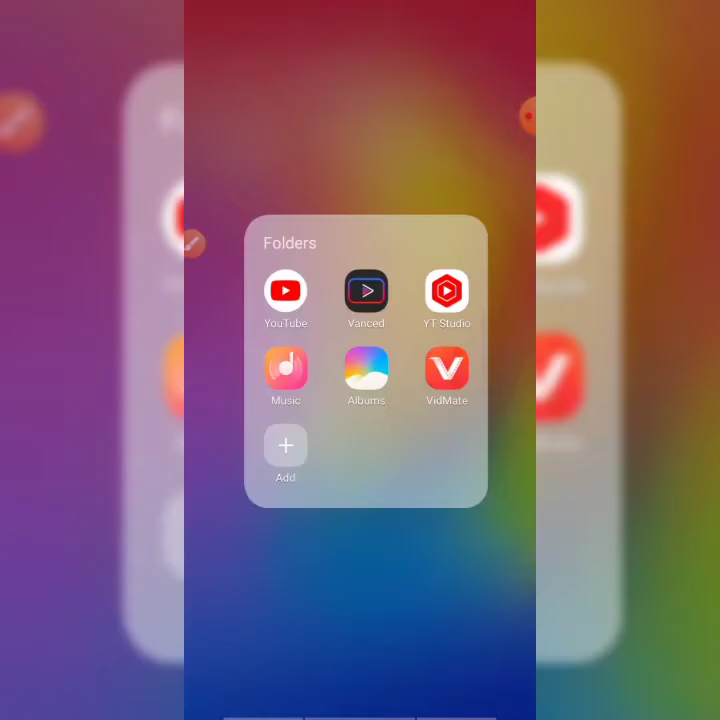 Folders
YouTube
Vanced
YT Studio
Music
Albums
VidMate
Add